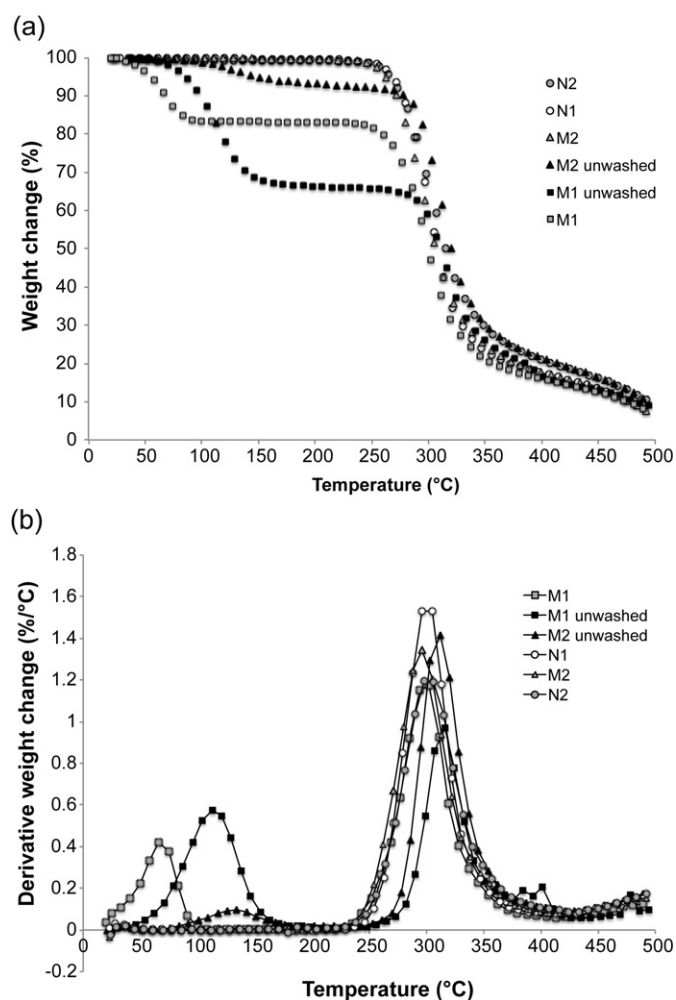 (a)
100
90
80
70
60
50
40
30
20
10
0
Weight change (%)
N2
N1
M2
M2 unwashed
M1 unwashed
M1
0 50 100 150 200 250 300 350 400 450 500
Temperature (°C)
(b)
1.8
1.6
1.4
1.2
1
0.8
0.6
0.4
0.2
0
-0.2
Derivative weight change (%/°C)
M1
M1 unwashed
M2 unwashed
N1
M2
N2
0 50 100 150 200 250 300 350 400 450 500
Temperature (°C)